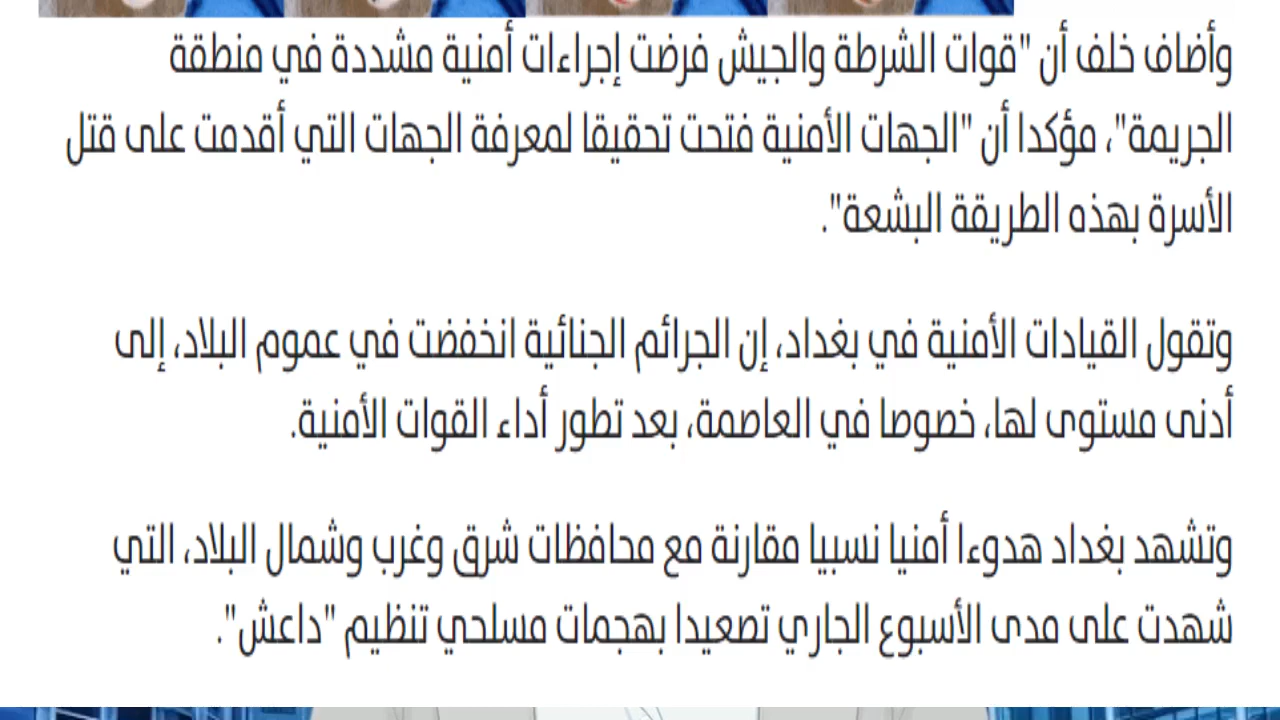 وأضاف خلف أن "قوات الشرطة والجيش فرضت إجراءات أمنية مشددة في منطقة
الجريمة"، مؤكدا أن "الجهات الأمنية فتحت تحقيقا لمعرفة الجهات التي أقدمت على قتل
الأسرة بهذه الطريقة البشعة".
وتقول القيادات الأمنية في بغداد، إن الجرائم الجنائية انخفضت في عموم البلاد، إلى
أدنى مستوى لها، خصوصا في العاصمة، بعد تطور أداء القوات الأمنية.
وتشهد بغداد هدوءا أمنيا نسبيا مقارنة مع محافظات شرق وغرب وشمال البلاد، التي
شهدت على مدى الأسبوع الجاري تصعيدا بهجمات مسلحي تنظيم "داعش".